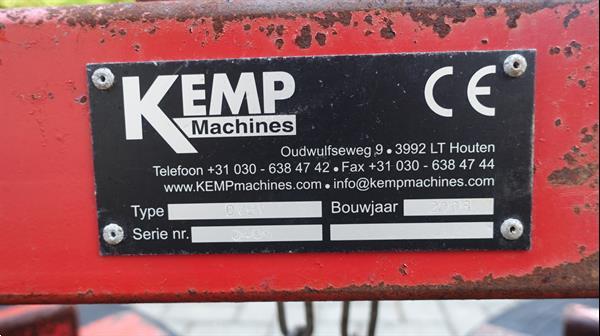 KEMP
Machines
CE
Oudwulfseweg 9 • 3992 LT Houten
Telefoon +31 030 - 638 47 42 • Fax +31 030 - 638 47 44
www.KEMPmachines.com • info@kempmachines.com
Type Bouwjaar
Serie nr.